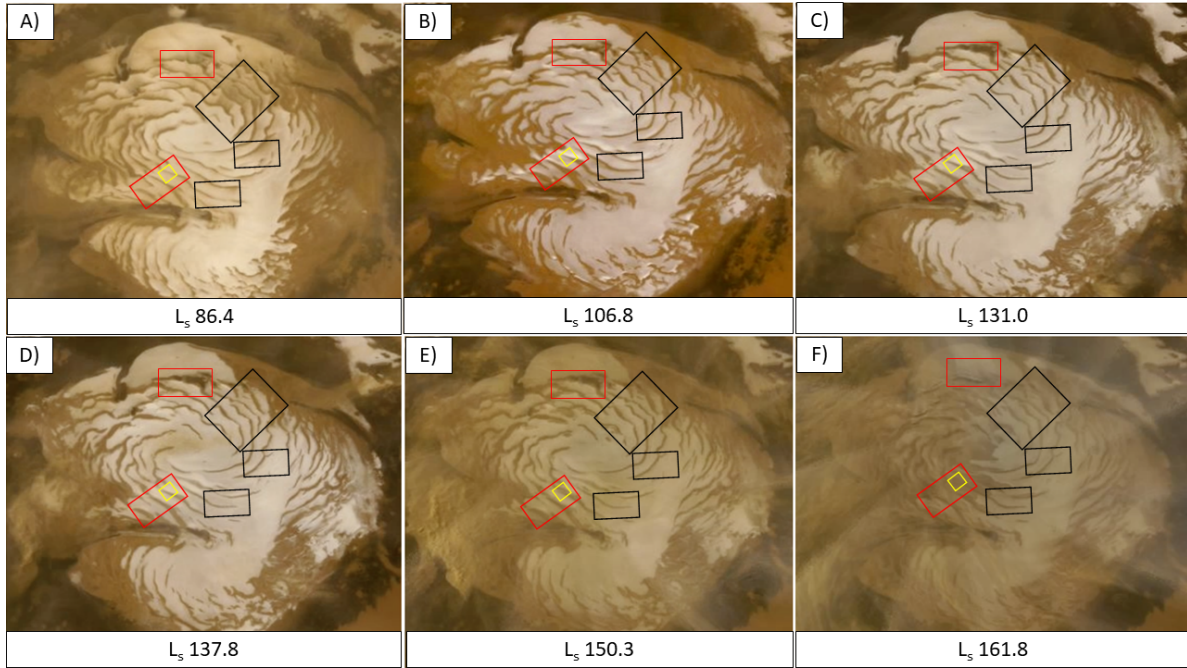 A)
B)
C)
Ls 86.4
Ls 106.8
Ls 131.0
D)
E)
F)
Ls 137.8
Ls 150.3
Ls 161.8